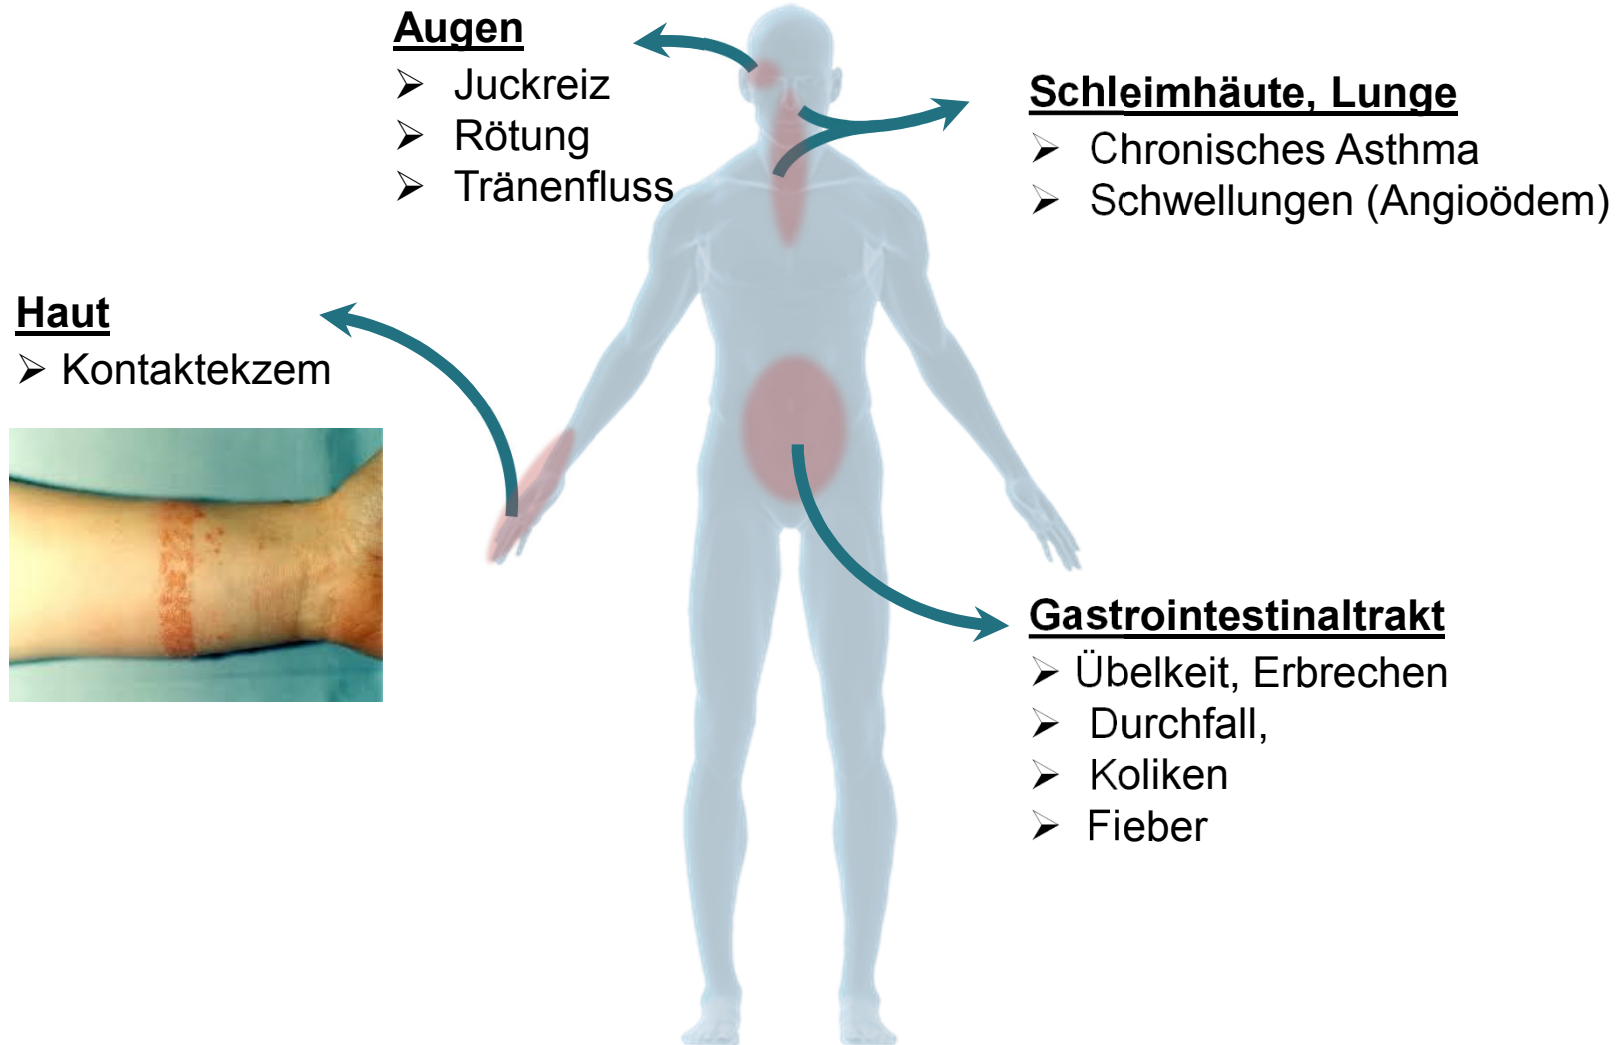 Augen
➢ Juckreiz
➢ Rötung
➢ Tränenfluss
Schleimhäute, Lunge
➢ Chronisches Asthma
➢ Schwellungen (Angioödem)
Haut
➢ Kontaktekzem
Gastrointestinaltrakt
➢ Übelkeit, Erbrechen
➢ Durchfall,
➢ Koliken
➢ Fieber